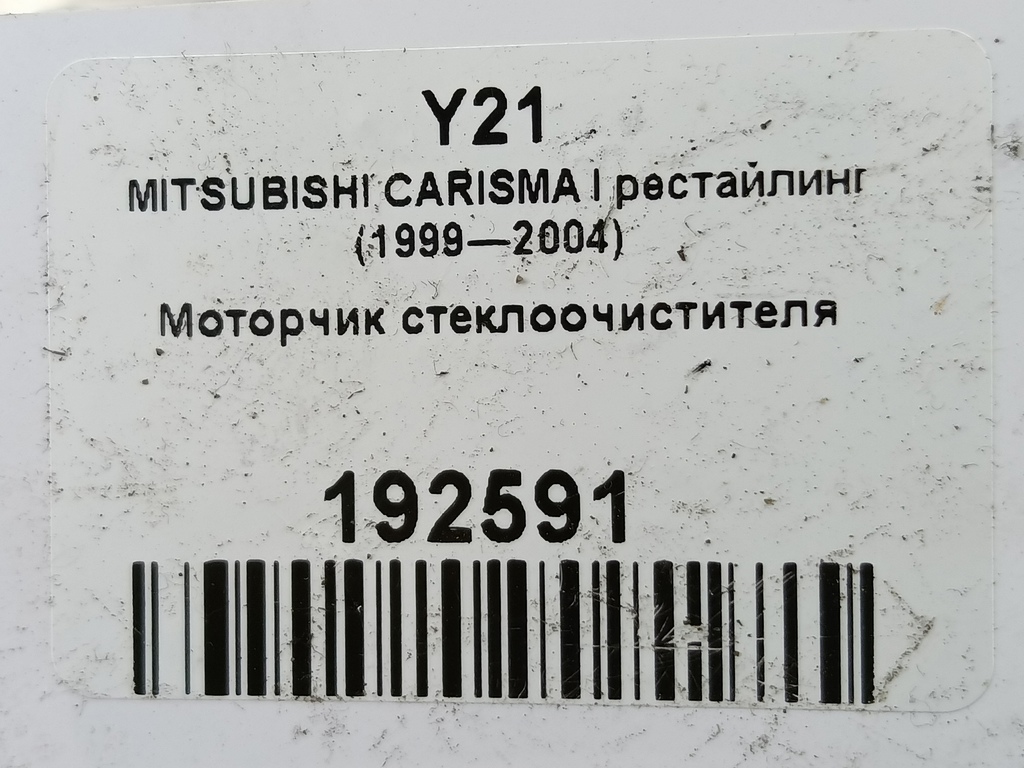 Y21
MITSUBISHI CARISMA I рестайлинг
(1999—2004)
Моторчик стеклоочистителя
192591